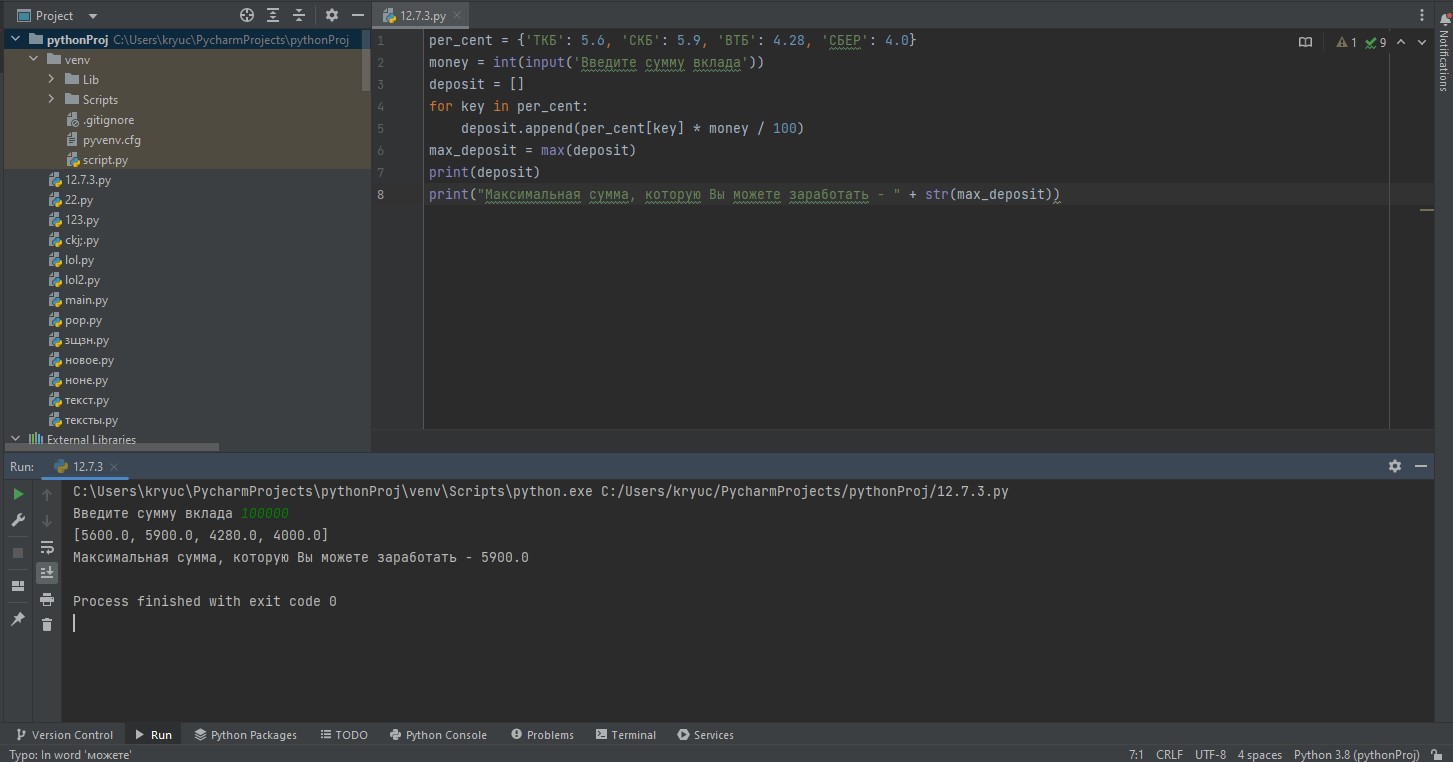 Project
12.7.3.py
pythonProj C:\Users\kryuc\PycharmProjects\pythonProj
venv
Lib
Scripts
.gitignore
pyvenv.cfg
script.py
12.7.3.py
22.py
123.py
ckj;.py
lol.py
lol2.py
main.py
pop.py
зщзн.py
новое.py
ноне.py
текст.py
тексты.py
External Libraries
1 per_cent = {'ТКБ': 5.6, 'СКБ': 5.9, 'ВТБ': 4.28, 'СБЕР': 4.0}
2 money = int(input('Введите сумму вклада'))
3 deposit = []
4 for key in per_cent:
5 deposit.append(per_cent[key] * money / 100)
6 max_deposit = max(deposit)
7 print(deposit)
8 print("Максимальная сумма, которую Вы можете заработать - " + str(max_deposit))
1 9
Notifications
Run: 12.7.3
C:\Users\kryuc\PycharmProjects\pythonProj\venv\Scripts\python.exe C:/Users/kryuc/PycharmProjects/pythonProj/12.7.3.py
Введите сумму вклада 100000
[5600.0, 5900.0, 4280.0, 4000.0]
Максимальная сумма, которую Вы можете заработать - 5900.0
Process finished with exit code 0
Version Control Run Python Packages TODO Python Console Problems Terminal Services
Typo: In word 'можете' 7:1 CRLF UTF-8 4 spaces Python 3.8 (pythonProj)